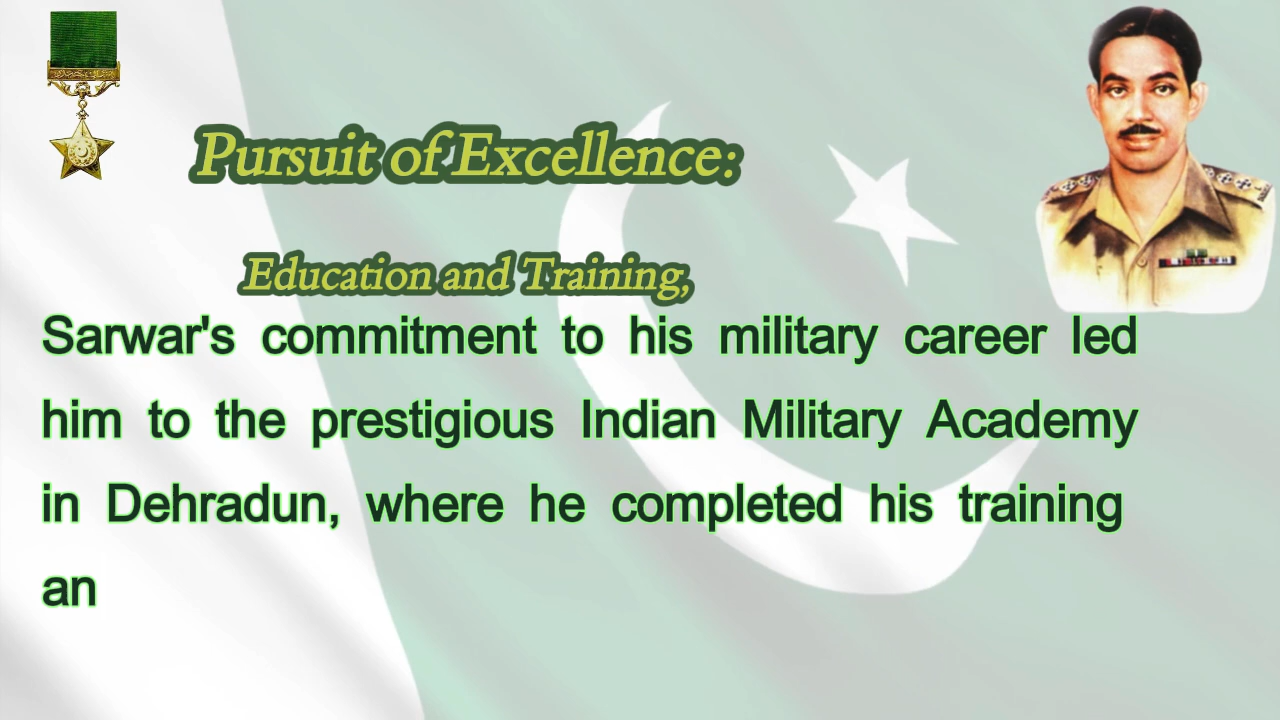 Pursuit of Excellence:
Education and Training,
Sarwar's commitment to his military career led
him to the prestigious Indian Military Academy
in Dehradun, where he completed his training
an